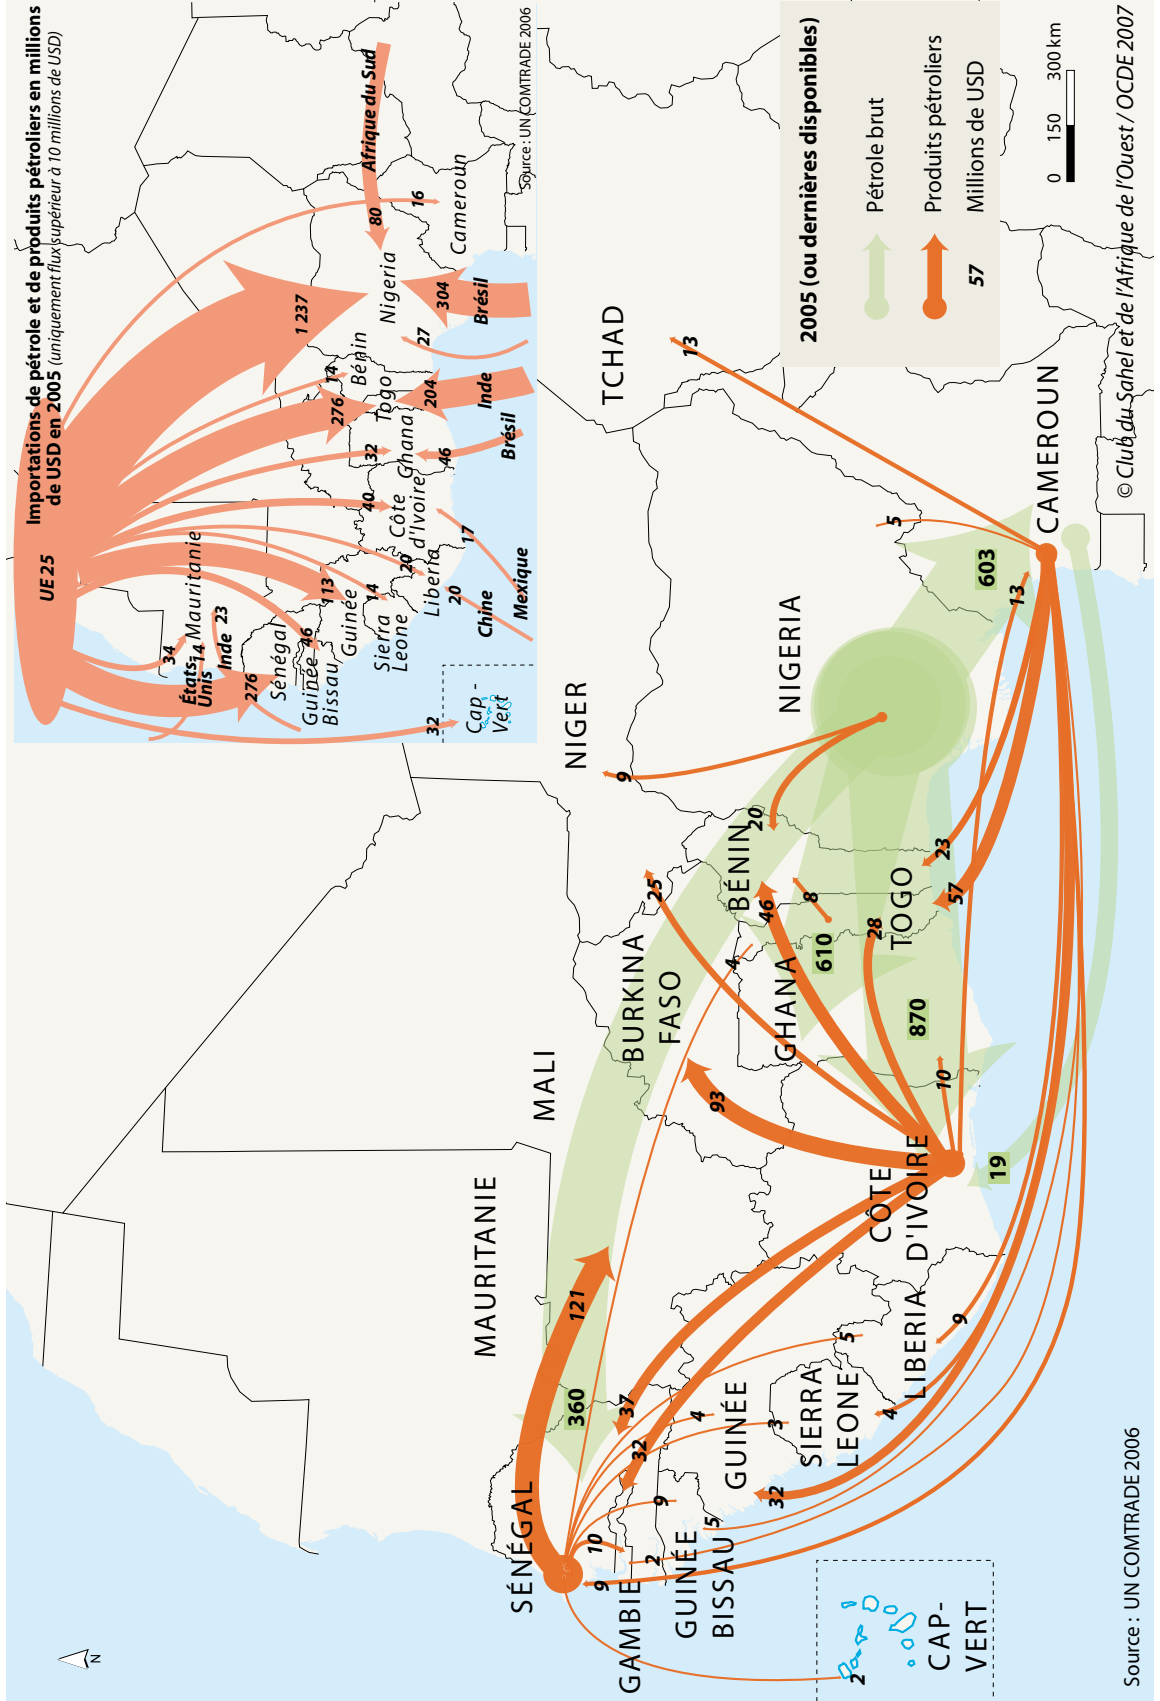 Importations de pétrole et de produits pétroliers en millions
de USD en 2005 (uniquement flux supérieur à 10 millions de USD)
UE 25
Afrique du Sud
80
16
Cameroun
1 237
Nigeria
304
Brésil
27
14
Bénin
276
Togo
204
Inde
32
Ghana
46
Brésil
40
Côte
d'Ivoire
17
Mexique
20
Liberia
20
Chine
14
Sierra
Leone
113
Guinée
46
Guinée
Bissau
Sénégal
276
34
Mauritanie
États-
Unis
14
Inde
23
32
Cap-
Vert
Source : UN COMTRADE 2006
2005 (ou dernières disponibles)
Pétrole brut
Produits pétroliers
57
Millions de USD
0
150
300 km
© Club du Sahel et de l'Afrique de l'Ouest / OCDE 2007
N
MAURITANIE
MALI
NIGER
TCHAD
SÉNÉGAL
GAMBIE
GUINÉE
BISSAU
GUINÉE
SIERRA
LEONE
LIBERIA
CÔTE
D'IVOIRE
BURKINA
FASO
GHANA
TOGO
BÉNIN
NIGERIA
CAMEROUN
CAP-
VERT
121
360
37
32
4
5
3
9
10
2
9
5
32
4
9
2
93
25
4
46
28
10
8
610
870
19
20
9
23
57
13
603
5
13
Source : UN COMTRADE 2006